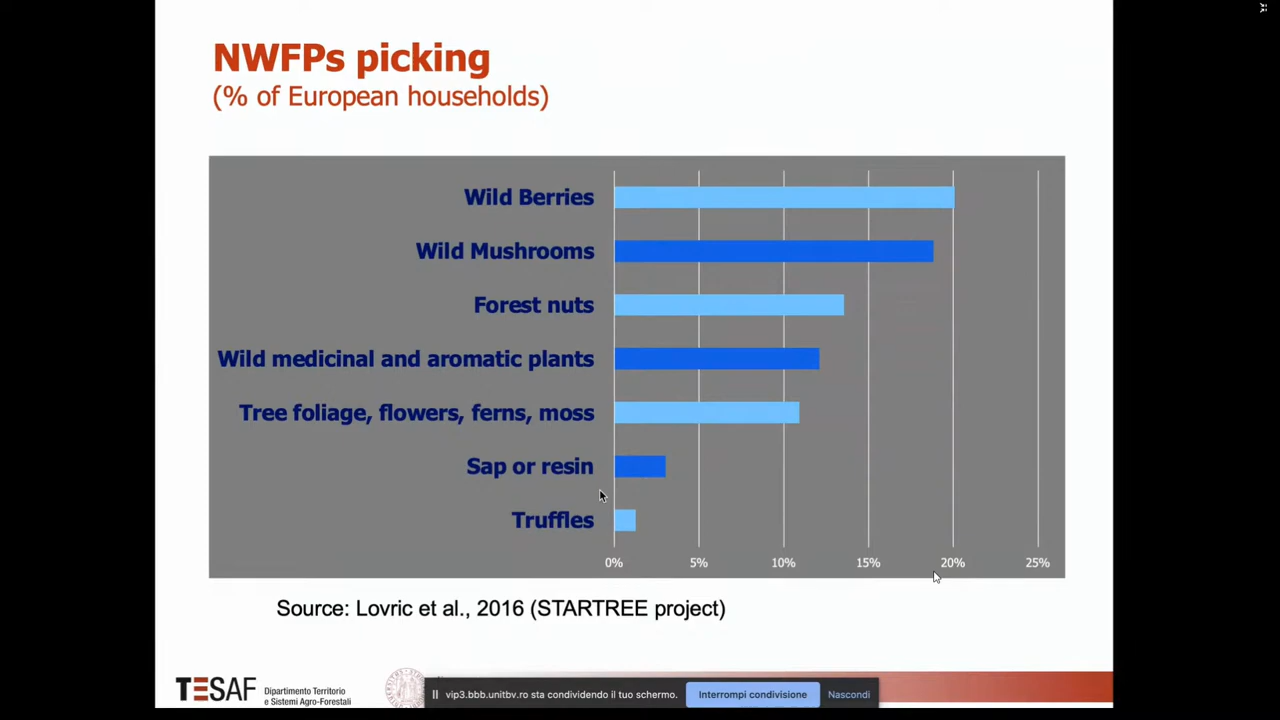 NWFPs picking
(% of European households)
Wild Berries
Wild Mushrooms
Forest nuts
Wild medicinal and aromatic plants
Tree foliage, flowers, ferns, moss
Sap or resin
Truffles
0% 5% 10% 15% 20% 25%
Source: Lovric et al., 2016 (STARTREE project)
TESAF Dipartimento Territorio
e Sistemi Agro-Forestali
vip3.bbb.unitbv.ro sta condividendo il tuo schermo. Interrompi condivisione Nascondi